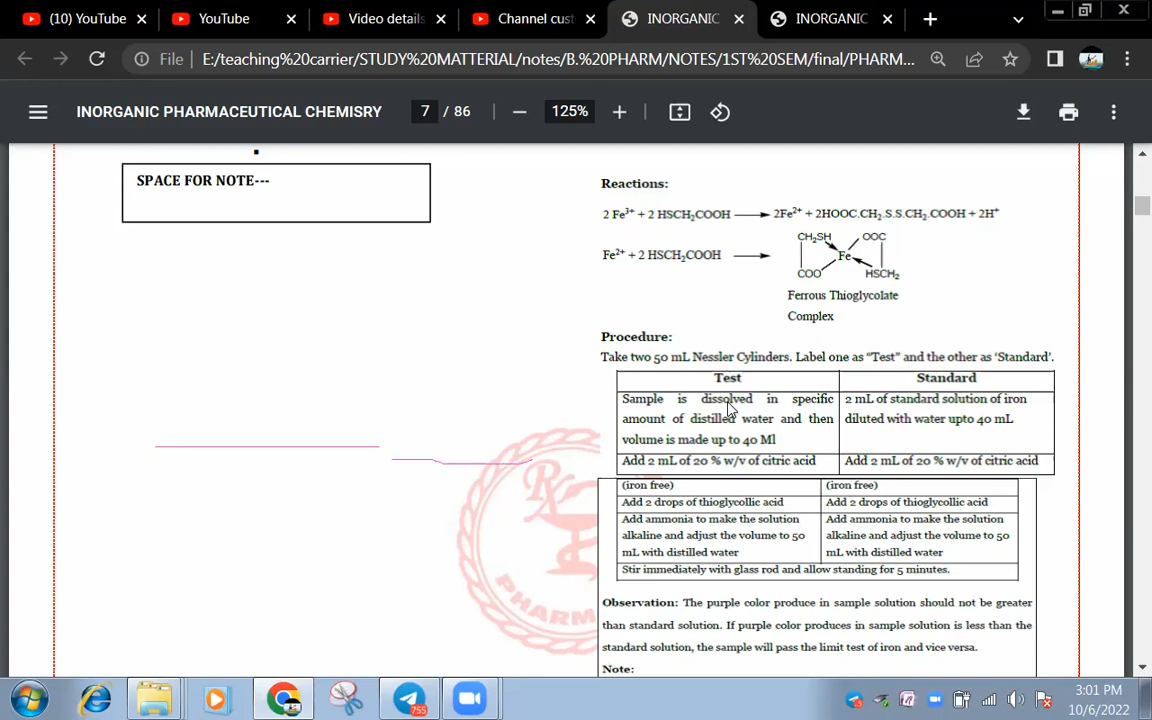 (10) YouTube
YouTube
Video details
Channel cust
INORGANIC
INORGANIC
File
E:/teaching%20carrier/STUDY%20MATTERIAL/notes/B.%20PHARM/NOTES/1ST%20SEM/final/PHARM...
INORGANIC PHARMACEUTICAL CHEMISRY
7 / 86
125%
SPACE FOR NOTE---
Reactions:
2 Fe³⁺ + 2 HSCH₂COOH ⟶ 2Fe²⁺ + 2HOOC.CH₂.S.S.CH₂.COOH + 2H⁺
CH₂SH OOC
Fe²⁺ + 2 HSCH₂COOH ⟶ Fe
COO HSCH₂
Ferrous Thioglycolate
Complex
Procedure:
Take two 50 mL Nessler Cylinders. Label one as “Test” and the other as ‘Standard’.
Test Standard
Sample is dissolved in specific 2 mL of standard solution of iron
amount of distilled water and then diluted with water upto 40 mL
volume is made up to 40 Ml
Add 2 mL of 20 % w/v of citric acid Add 2 mL of 20 % w/v of citric acid
(iron free) (iron free)
Add 2 drops of thioglycollic acid Add 2 drops of thioglycollic acid
Add ammonia to make the solution Add ammonia to make the solution
alkaline and adjust the volume to 50 alkaline and adjust the volume to 50
mL with distilled water mL with distilled water
Stir immediately with glass rod and allow standing for 5 minutes.
Observation: The purple color produce in sample solution should not be greater
than standard solution. If purple color produces in sample solution is less than the
standard solution, the sample will pass the limit test of iron and vice versa.
Note:
Rx
PHARM
755
3:01 PM
10/6/2022